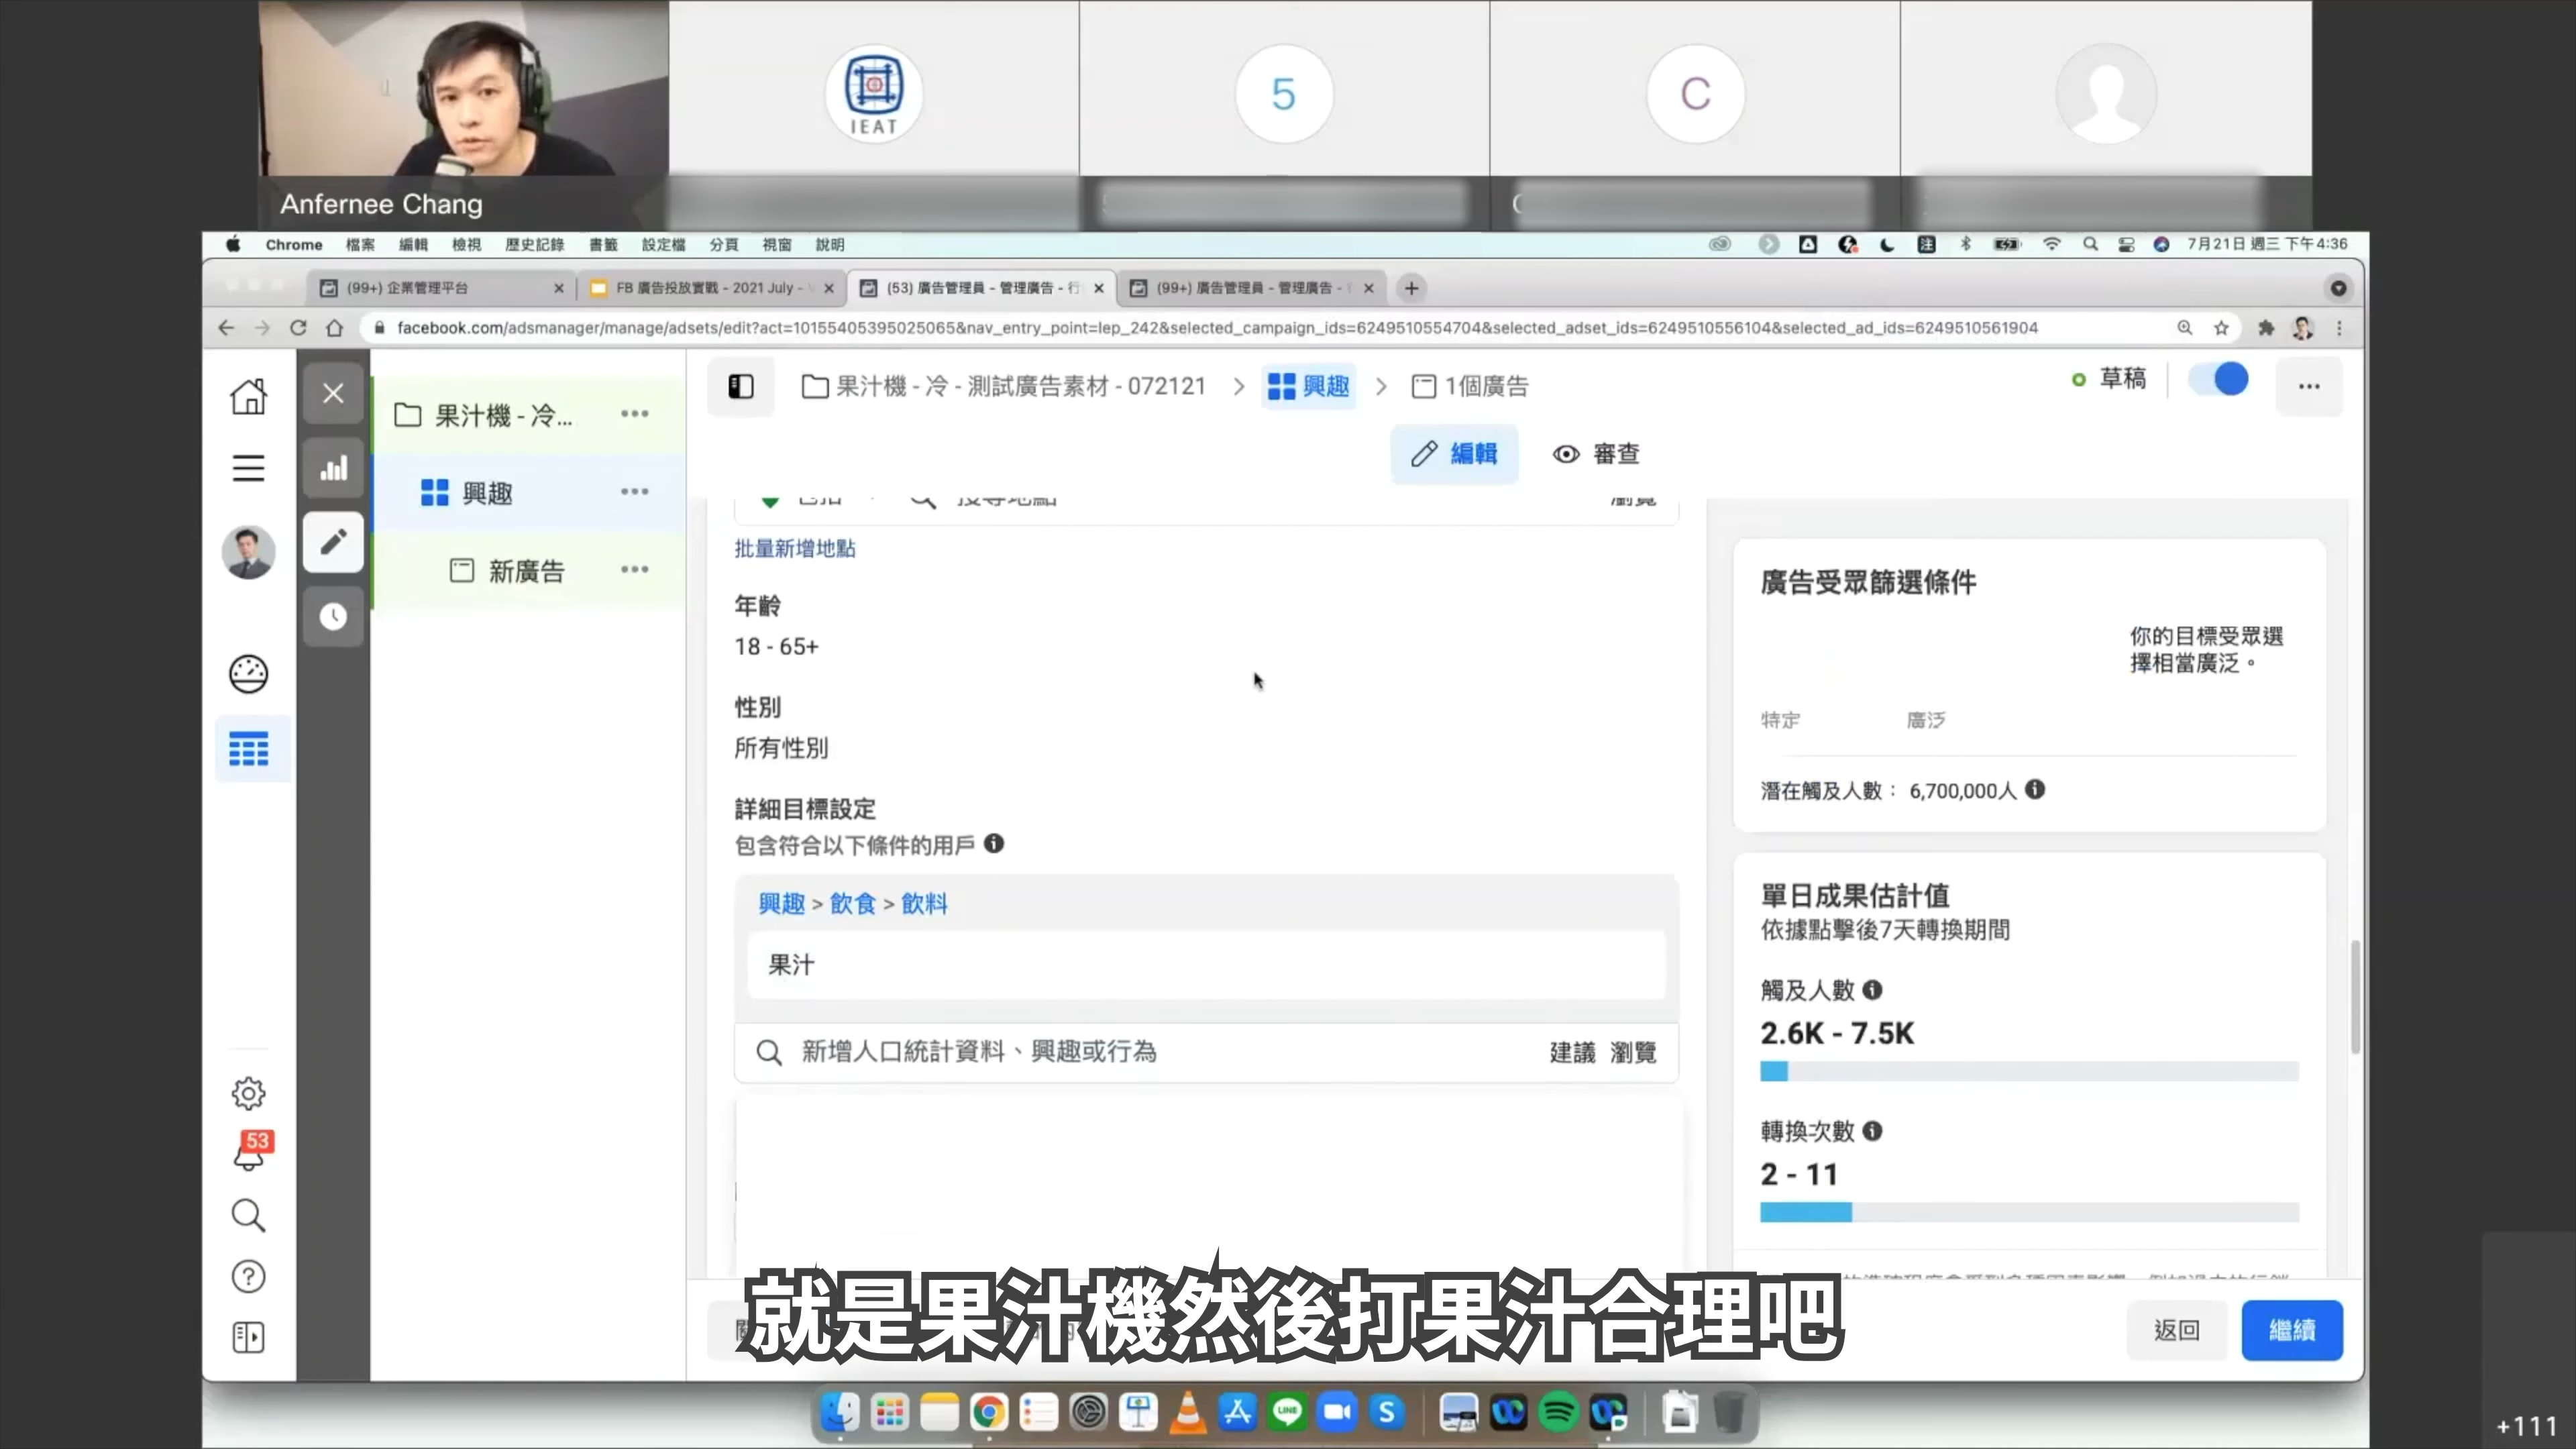 IEAT
5
C
Anfernee Chang
Chrome 檔案 編輯 檢視 歷史記錄 書籤 設定檔 分頁 視窗 說明
注
7月21日 週三 下午4:36
(99+) 企業管理平台
FB 廣告投放實戰 - 2021 July -
(53) 廣告管理員 - 管理廣告 - 行
(99+) 廣告管理員 - 管理廣告 -
facebook.com/adsmanager/manage/adsets/edit?act=10155405395025065&nav_entry_point=lep_242&selected_campaign_ids=6249510554704&selected_adset_ids=6249510556104&selected_ad_ids=6249510561904
果汁機 - 冷...
興趣
新廣告
果汁機 - 冷 - 測試廣告素材 - 072121 > 興趣 > 1個廣告
草稿
編輯
審查
搜尋地點
瀏覽
批量新增地點
年齡
18 - 65+
性別
所有性別
詳細目標設定
包含符合以下條件的用戶
興趣 > 飲食 > 飲料
果汁
新增人口統計資料、興趣或行為
建議 瀏覽
廣告受眾篩選條件
你的目標受眾選
擇相當廣泛。
特定 廣泛
潛在觸及人數： 6,700,000人
單日成果估計值
依據點擊後7天轉換期間
觸及人數
2.6K - 7.5K
轉換次數
2 - 11
53
返回
繼續
就是果汁機然後打果汁合理吧
LINE
+111